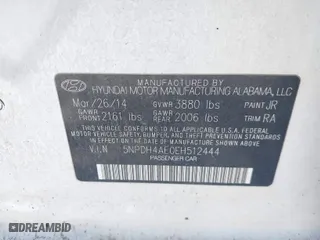 MANUFACTURED BY
HYUNDAI MOTOR MANUFACTURING ALABAMA, LLC
Mar/26/14 GVWR 3880 lbs PAINT JR
GAWR FRONT 2161 lbs GAWR REAR 2006 lbs TRIM RA
THIS VEHICLE CONFORMS TO ALL APPLICABLE U.S. FEDERAL
MOTOR VEHICLE SAFETY, BUMPER, AND THEFT PREVENTION
STANDARDS IN EFFECT ON THE DATE OF MANUFACTURE
SHOWN ABOVE.
V.I.N 5NPDH4AE0EH512444
PASSENGER CAR